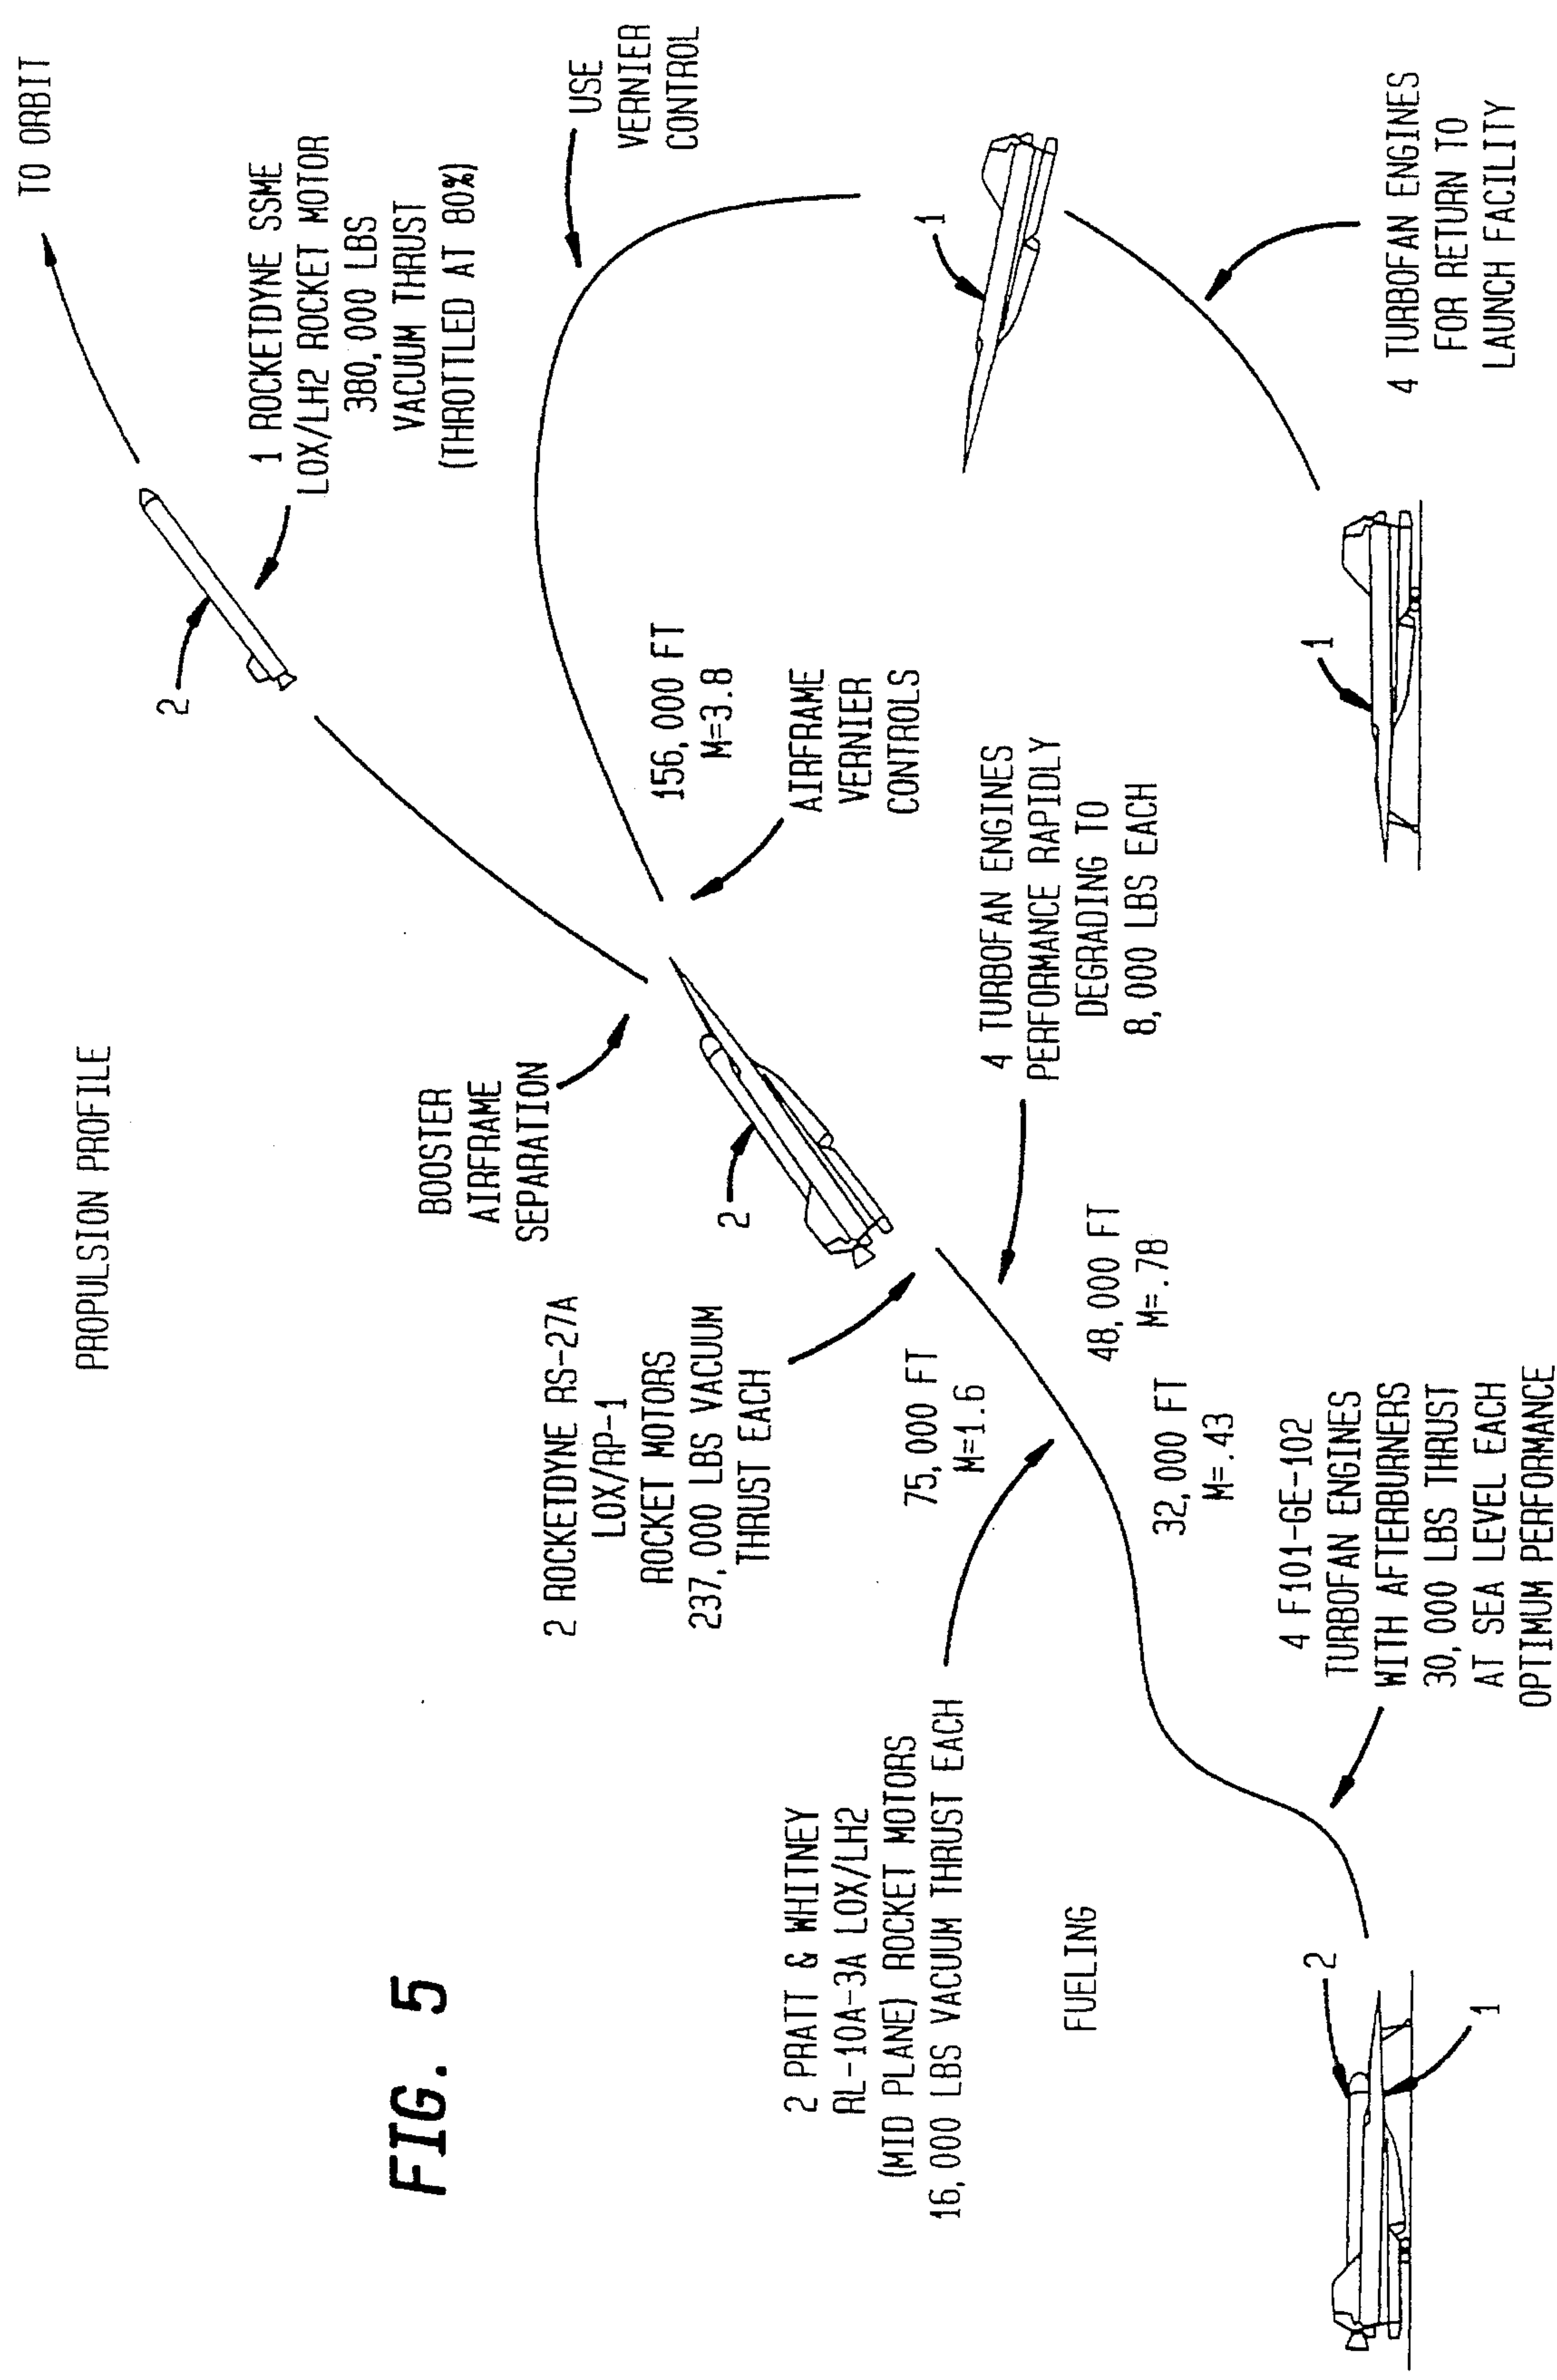 FIG. 5
PROPULSION PROFILE
TO ORBIT
2
1 ROCKETDYNE SSME
LOX/LH2 ROCKET MOTOR
380,000 LBS
VACUUM THRUST
(THROTTLED AT 80%)
USE
VERNIER
CONTROL
BOOSTER
AIRFRAME
SEPARATION
156,000 FT
M=3.8
AIRFRAME
VERNIER
CONTROLS
2
2 ROCKETDYNE RS-27A
LOX/RP-1
ROCKET MOTORS
237,000 LBS VACUUM
THRUST EACH
75,000 FT
M=1.6
4 TURBOFAN ENGINES
PERFORMANCE RAPIDLY
DEGRADING TO
8,000 LBS EACH
48,000 FT
M=.78
32,000 FT
M=.43
2 PRATT & WHITNEY
RL-10A-3A LOX/LH2
(MID PLANE) ROCKET MOTORS
16,000 LBS VACUUM THRUST EACH
FUELING
4 F101-GE-102
TURBOFAN ENGINES
WITH AFTERBURNERS
30,000 LBS THRUST
AT SEA LEVEL EACH
OPTIMUM PERFORMANCE
2
1
1
4 TURBOFAN ENGINES
FOR RETURN TO
LAUNCH FACILITY
1